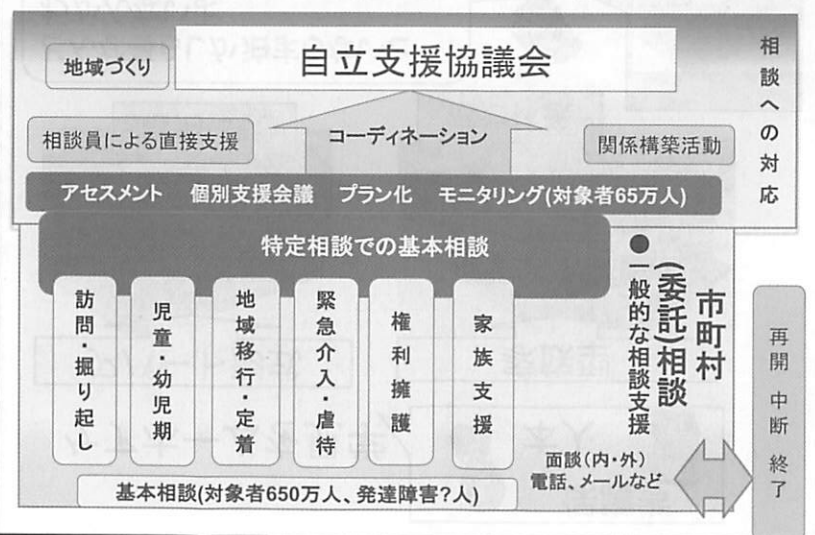 地域づくり
自立支援協議会
相談への対応
相談員による直接支援
コーディネーション
関係構築活動
アセスメント 個別支援会議 プラン化 モニタリング(対象者65万人)
特定相談での基本相談
訪問・掘り起し
児童・幼児期
地域移行・定着
緊急介入・虐待
権利擁護
家族支援
市町村
(委託)相談
●一般的な相談支援
面談(内・外)
電話、メールなど
基本相談(対象者650万人、発達障害?人)
再開 中断 終了